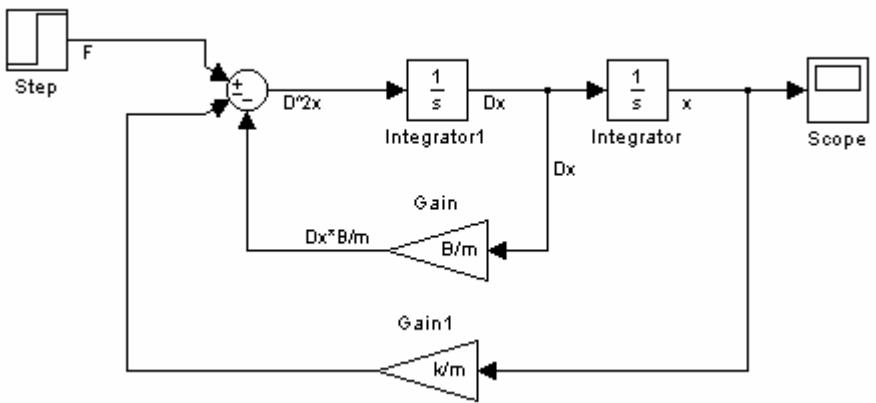 Step
F
+
−
−
D^2x
1
s
Integrator1
Dx
1
s
Integrator
x
Scope
Dx
Gain
Dx*B/m
B/m
Gain1
k/m